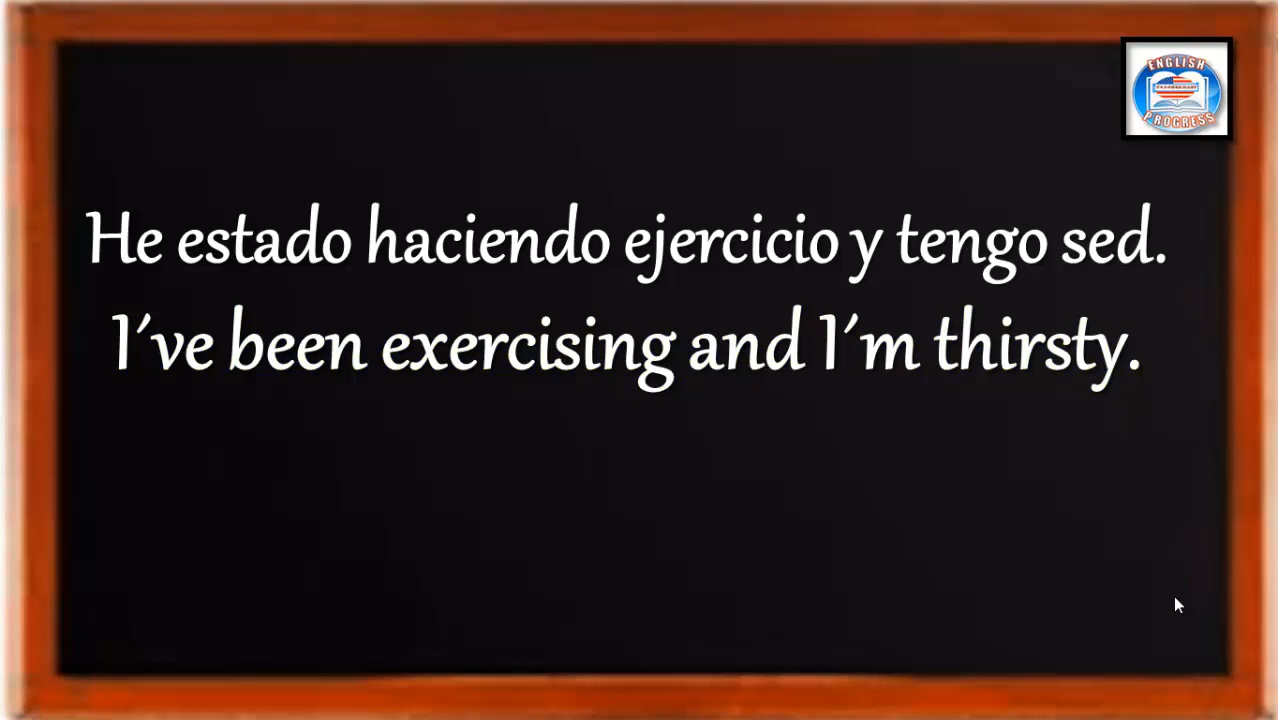 ENGLISH
PROGRESS
He estado haciendo ejercicio y tengo sed.
I´ve been exercising and I´m thirsty.